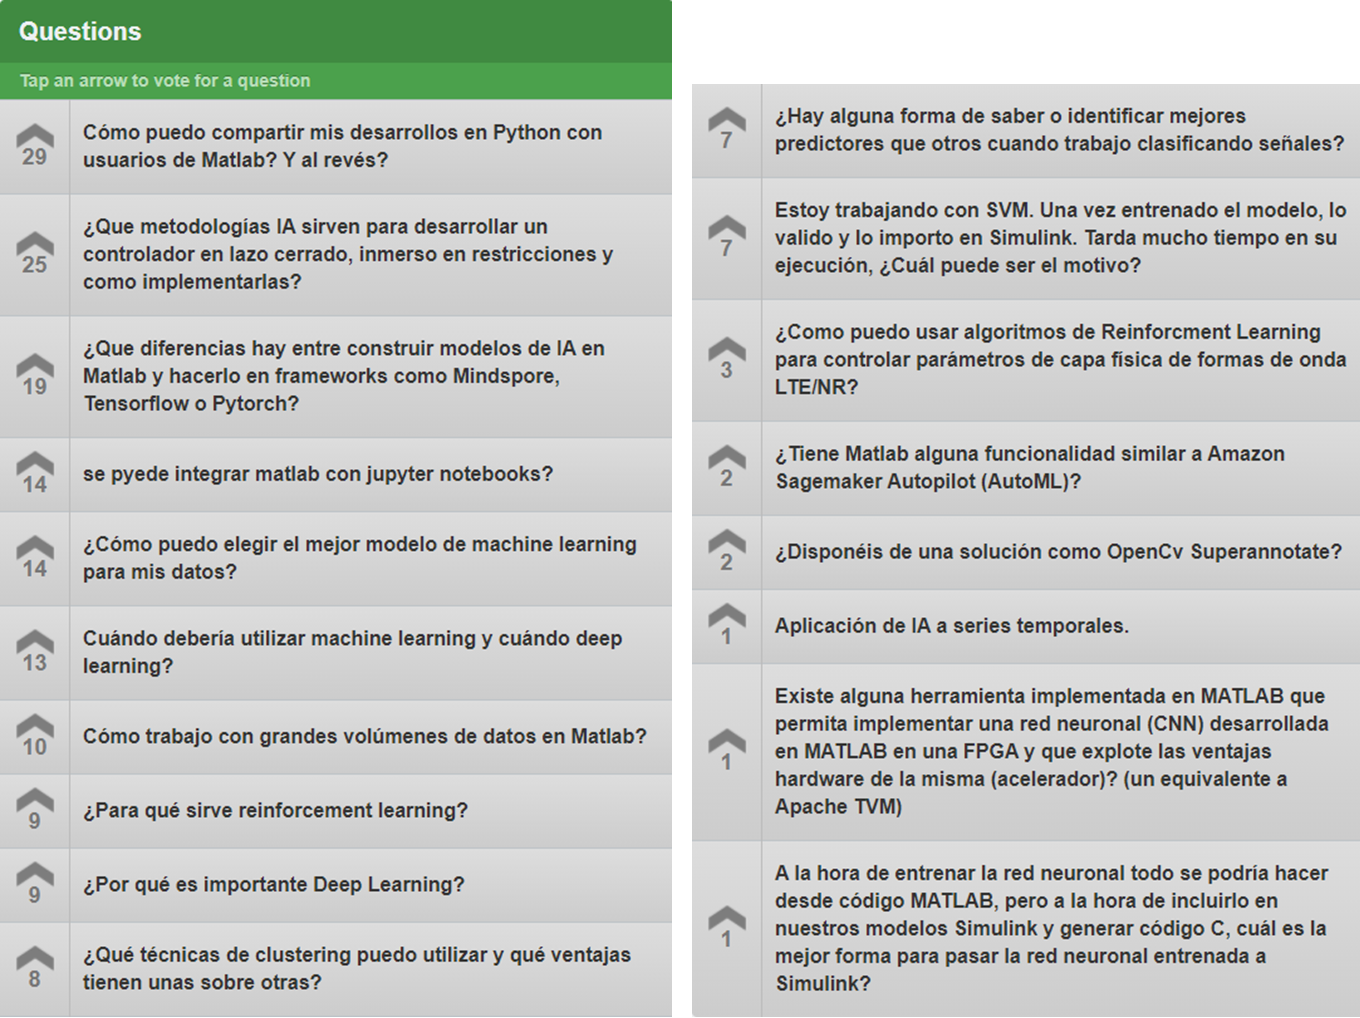 Questions
Tap an arrow to vote for a question
29
Cómo puedo compartir mis desarrollos en Python con
usuarios de Matlab? Y al revés?
25
¿Que metodologías IA sirven para desarrollar un
controlador en lazo cerrado, inmerso en restricciones y
como implementarlas?
19
¿Que diferencias hay entre construir modelos de IA en
Matlab y hacerlo en frameworks como Mindspore,
Tensorflow o Pytorch?
14
se pyede integrar matlab con jupyter notebooks?
14
¿Cómo puedo elegir el mejor modelo de machine learning
para mis datos?
13
Cuándo debería utilizar machine learning y cuándo deep
learning?
10
Cómo trabajo con grandes volúmenes de datos en Matlab?
9
¿Para qué sirve reinforcement learning?
9
¿Por qué es importante Deep Learning?
8
¿Qué técnicas de clustering puedo utilizar y qué ventajas
tienen unas sobre otras?
7
¿Hay alguna forma de saber o identificar mejores
predictores que otros cuando trabajo clasificando señales?
7
Estoy trabajando con SVM. Una vez entrenado el modelo, lo
valido y lo importo en Simulink. Tarda mucho tiempo en su
ejecución, ¿Cuál puede ser el motivo?
3
¿Como puedo usar algoritmos de Reinforcment Learning
para controlar parámetros de capa física de formas de onda
LTE/NR?
2
¿Tiene Matlab alguna funcionalidad similar a Amazon
Sagemaker Autopilot (AutoML)?
2
¿Disponéis de una solución como OpenCv Superannotate?
1
Aplicación de IA a series temporales.
1
Existe alguna herramienta implementada en MATLAB que
permita implementar una red neuronal (CNN) desarrollada
en MATLAB en una FPGA y que explote las ventajas
hardware de la misma (acelerador)? (un equivalente a
Apache TVM)
1
A la hora de entrenar la red neuronal todo se podría hacer
desde código MATLAB, pero a la hora de incluirlo en
nuestros modelos Simulink y generar código C, cuál es la
mejor forma para pasar la red neuronal entrenada a
Simulink?